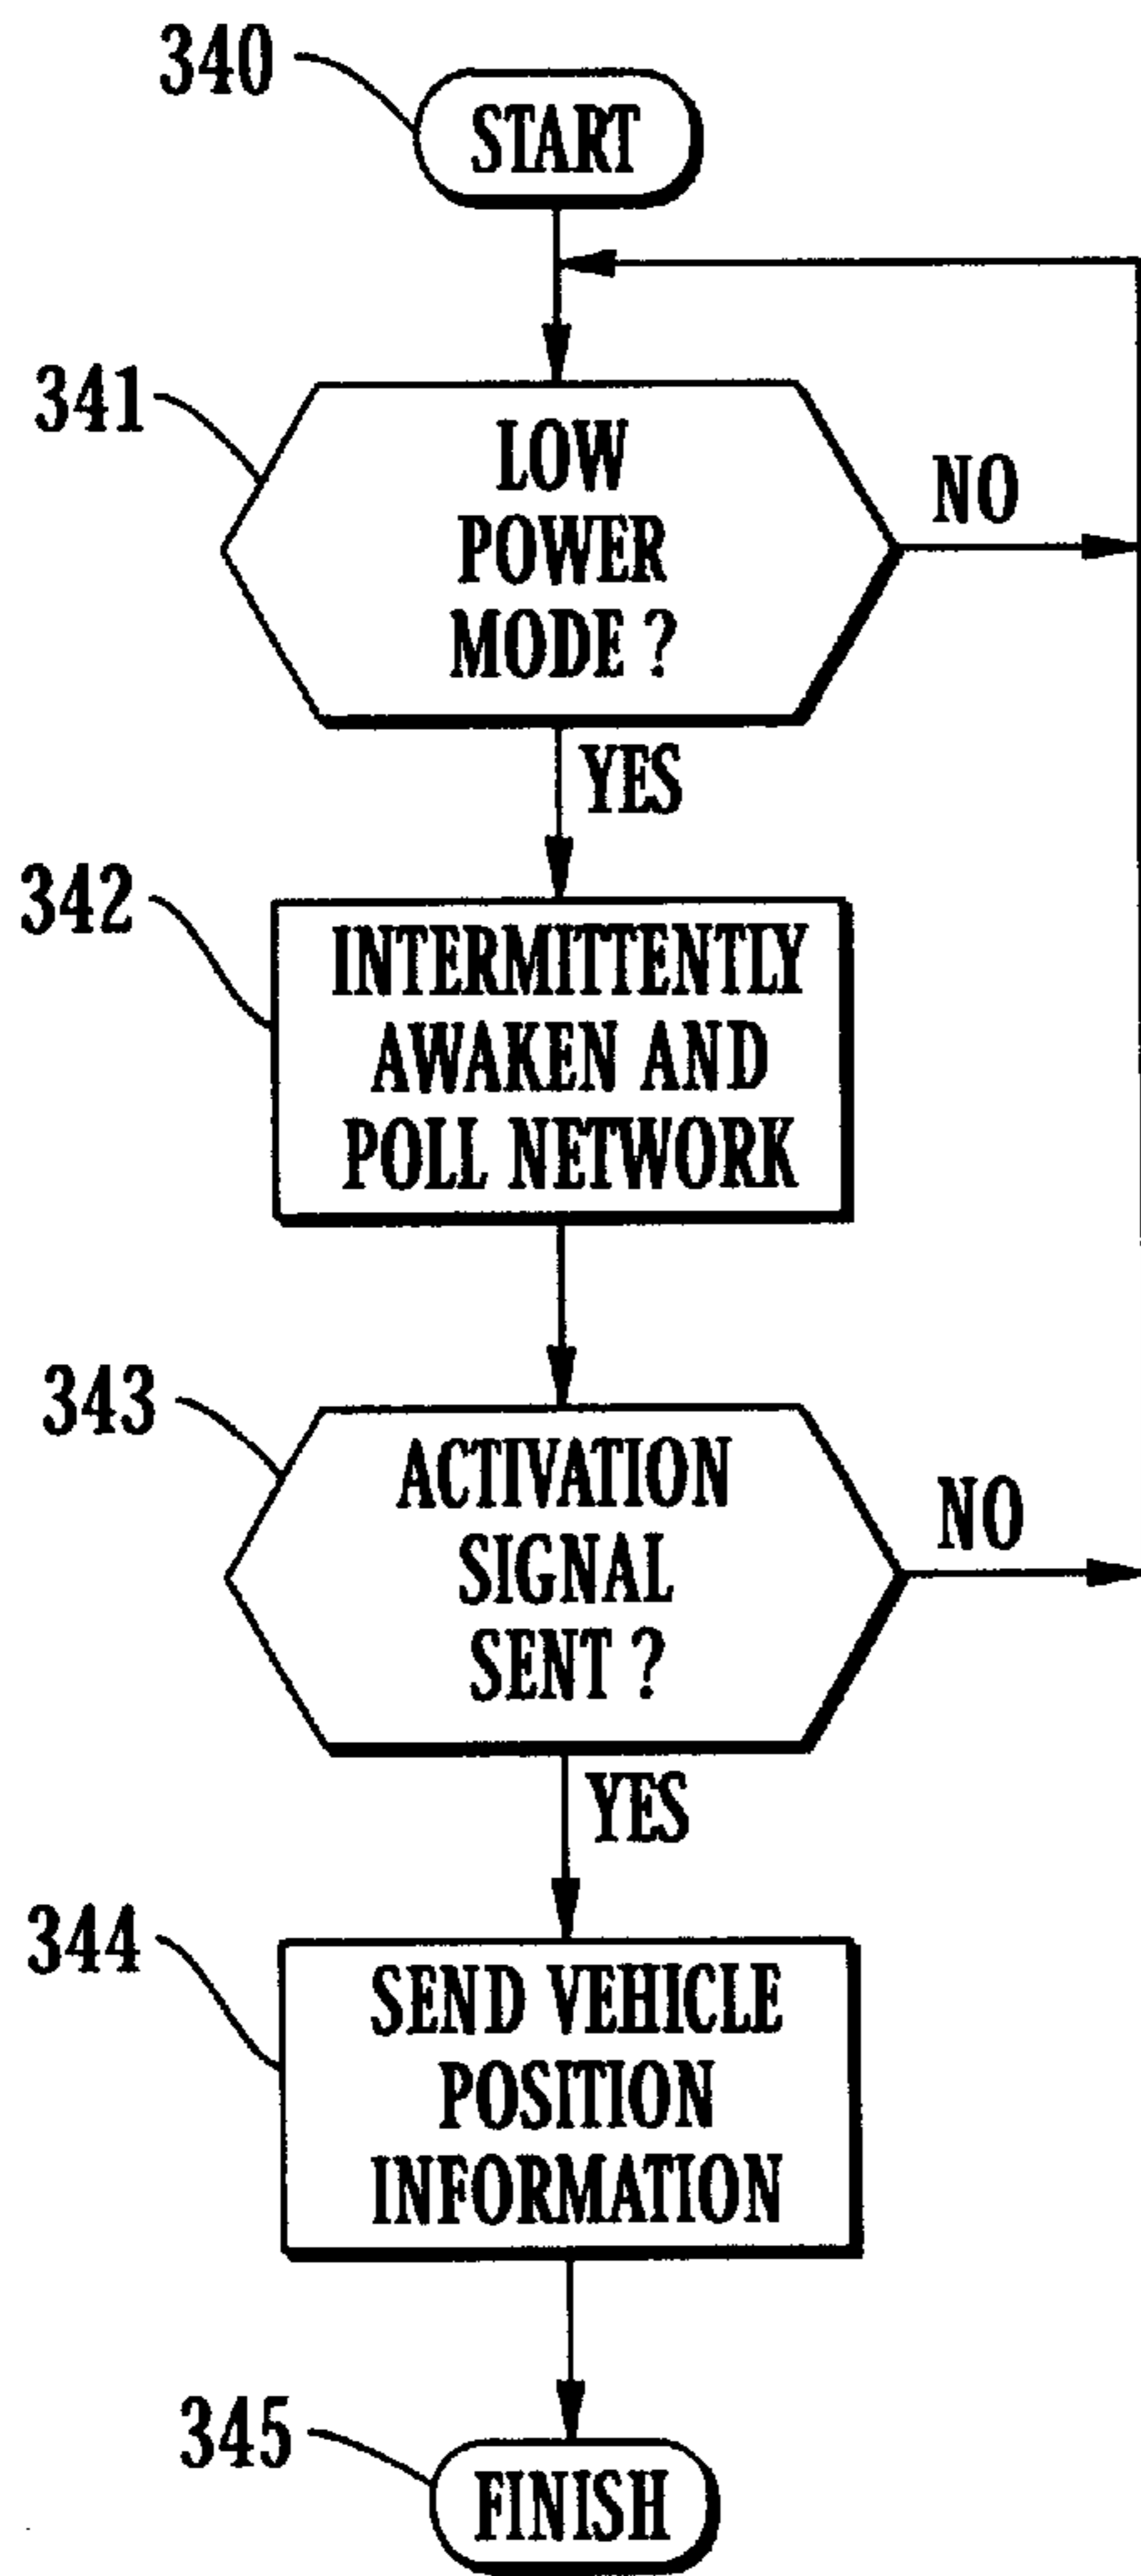 340
START
341
LOW
POWER
MODE ?
NO
YES
342
INTERMITTENTLY
AWAKEN AND
POLL NETWORK
343
ACTIVATION
SIGNAL
SENT ?
NO
YES
344
SEND VEHICLE
POSITION
INFORMATION
345
FINISH